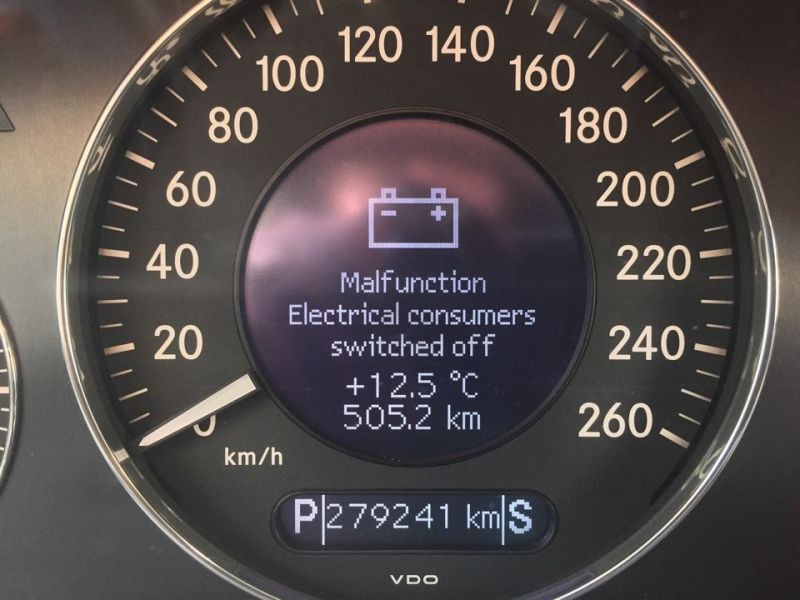 120 140
100 160
80 180
60 200
- +
40 220
Malfunction
Electrical consumers
switched off
20 240
+12.5 °C
505.2 km
0 260
km/h
P 279241 km S
VDO